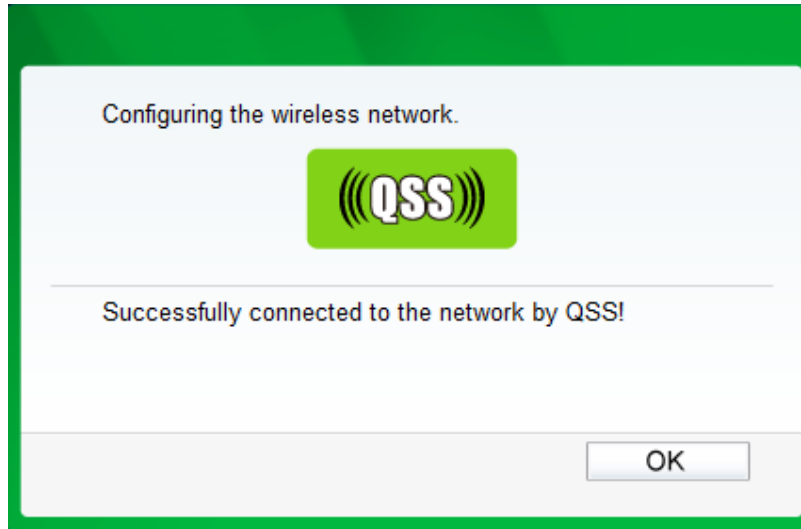 Configuring the wireless network.
(((QSS)))
Successfully connected to the network by QSS!
OK